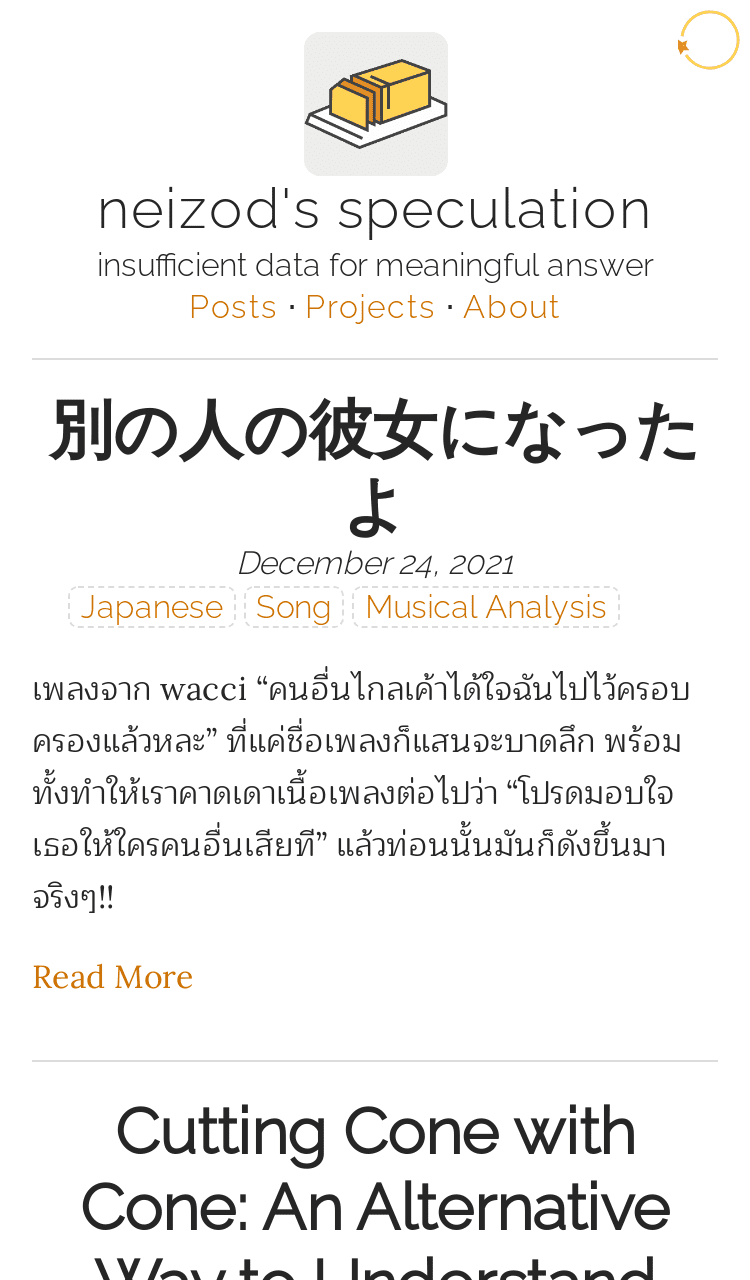 neizod's speculation
insufficient data for meaningful answer
Posts · Projects · About
別の人の彼女になった
よ
December 24, 2021
Japanese Song Musical Analysis
เพลงจาก wacci “คนอื่นไกลเค้าได้ใจฉันไปไว้ครอบ
ครองแล้วหละ” ที่แค่ชื่อเพลงก็แสนจะบาดลึก พร้อม
ทั้งทำให้เราคาดเดาเนื้อเพลงต่อไปว่า “โปรดมอบใจ
เธอให้ใครคนอื่นเสียที” แล้วท่อนนั้นมันก็ดังขึ้นมา
จริงๆ!!
Read More
Cutting Cone with
Cone: An Alternative
Way to Understand